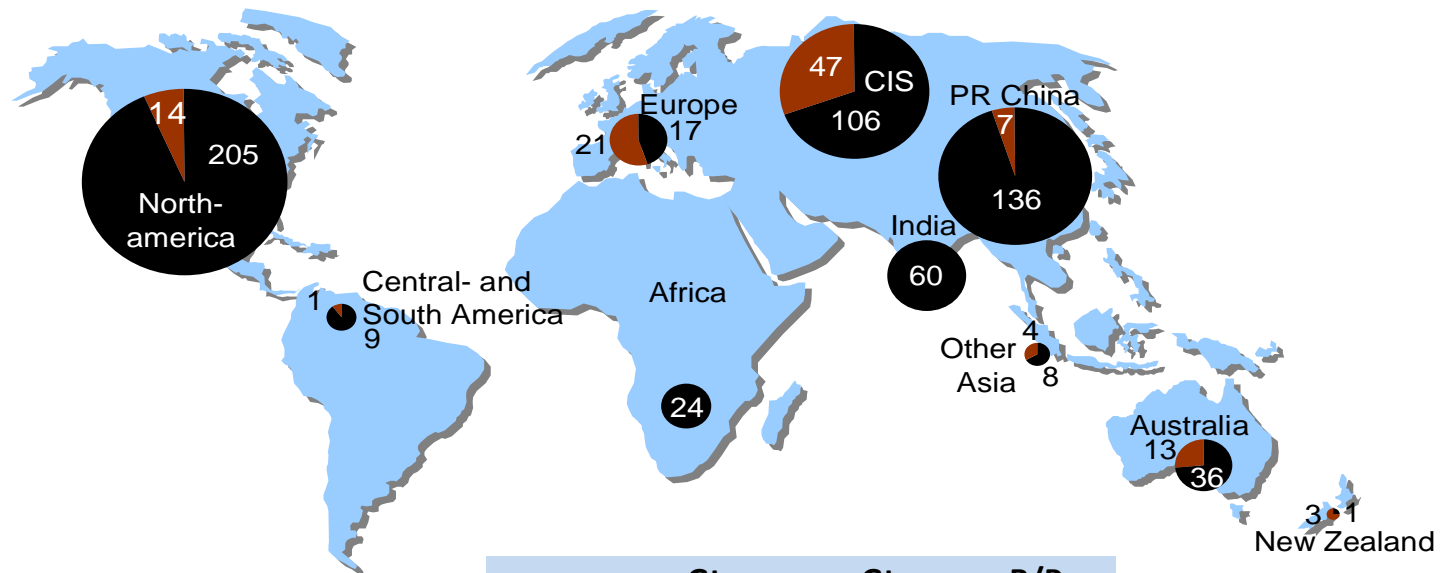 47
CIS
106
PR China
7
136
14
205
North-
america
Europe
17
21
India
60
Central- and
South America
1
9
Africa
24
4
Other
Asia
8
Australia
13
36
3
1
New Zealand